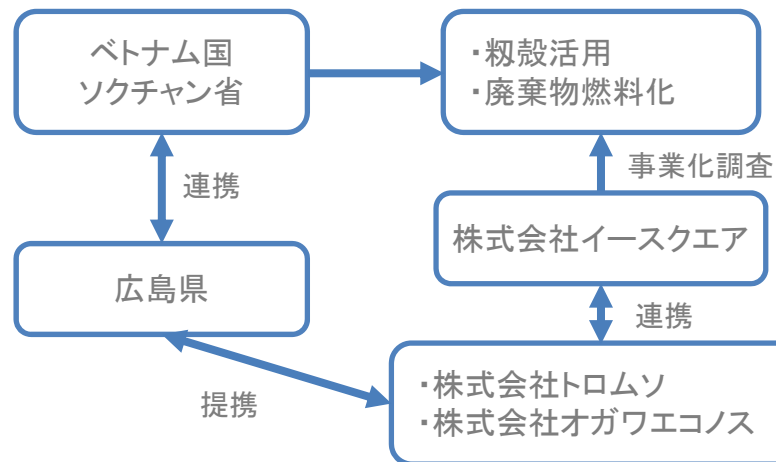 ベトナム国
ソクチャン省
・籾殻活用
・廃棄物燃料化
連携
事業化調査
広島県
株式会社イースクエア
連携
提携
・株式会社トロムソ
・株式会社オガワエコノス